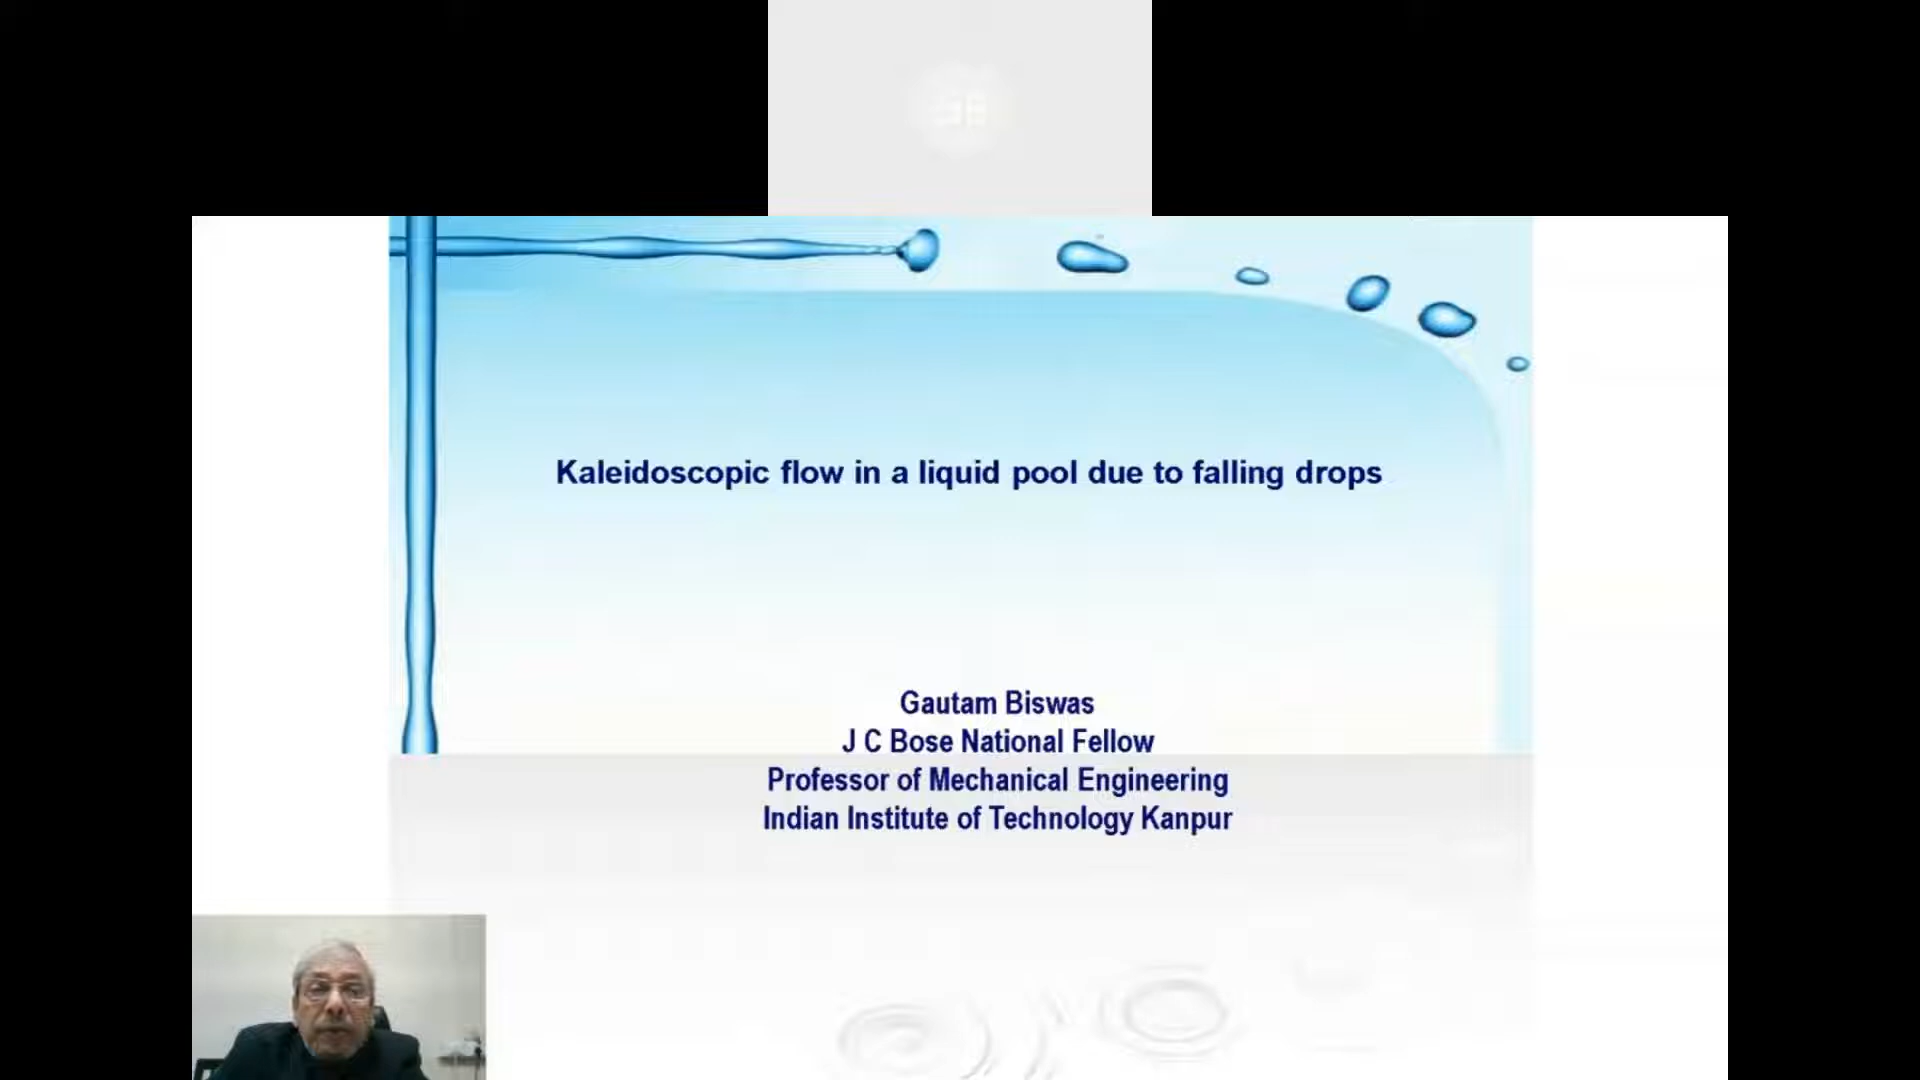 Kaleidoscopic flow in a liquid pool due to falling drops
Gautam Biswas
J C Bose National Fellow
Professor of Mechanical Engineering
Indian Institute of Technology Kanpur